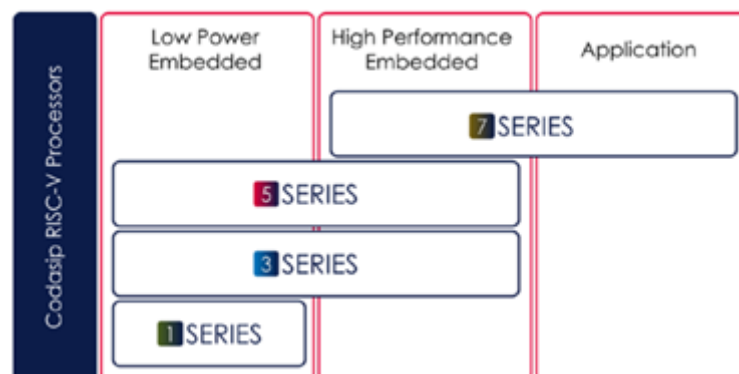 Codasip RISC-V Processors
Low Power
Embedded
High Performance
Embedded
Application
7 SERIES
5 SERIES
3 SERIES
1 SERIES